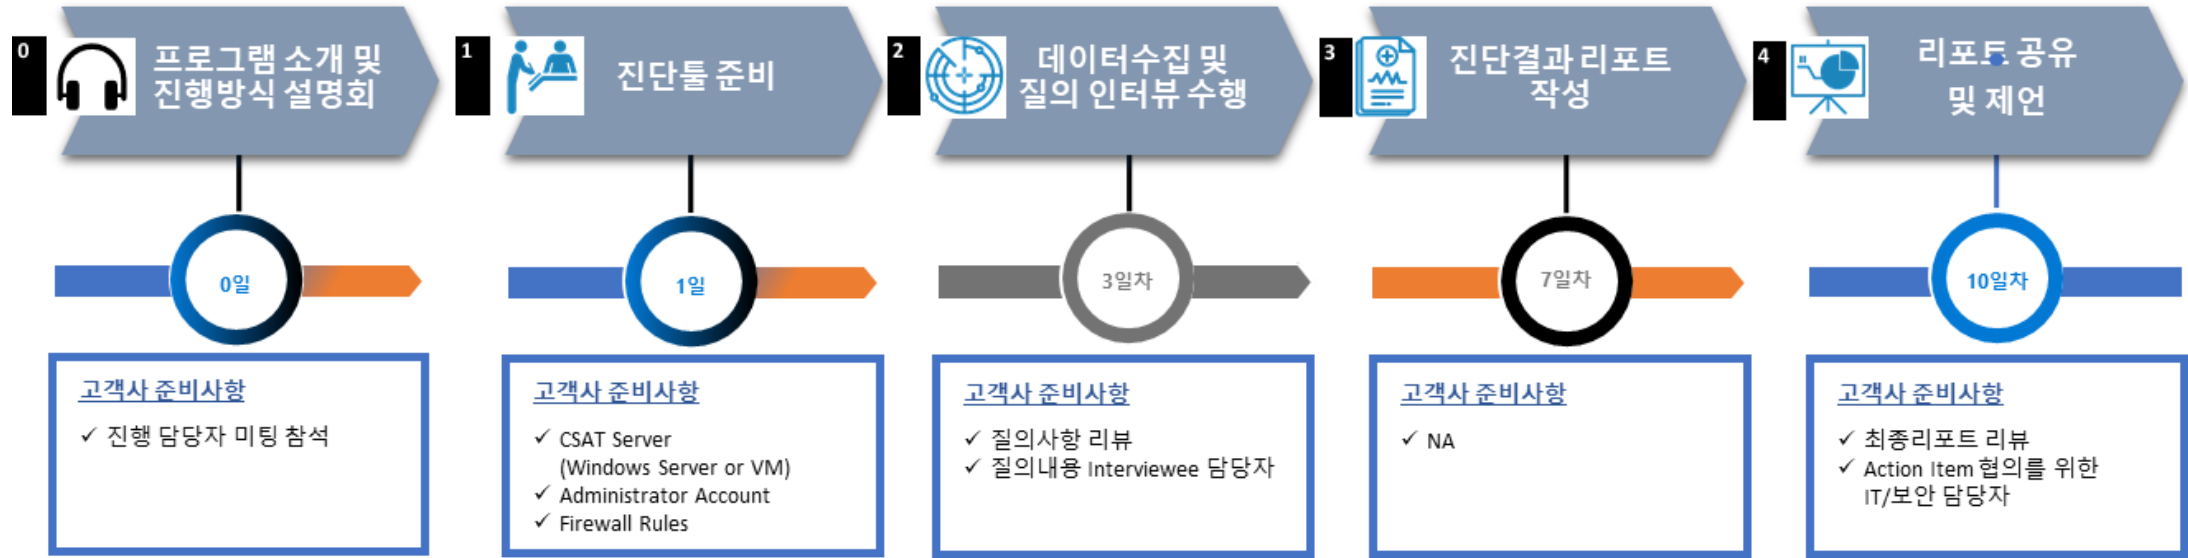 0
프로그램 소개 및
진행방식 설명회
1
진단툴 준비
2
데이터수집 및
질의 인터뷰 수행
3
진단결과 리포트
작성
4
리포트 공유
및 제언
0일
1일
3일차
7일차
10일차
고객사 준비사항
✓ 진행 담당자 미팅 참석
고객사 준비사항
✓ CSAT Server
(Windows Server or VM)
✓ Administrator Account
✓ Firewall Rules
고객사 준비사항
✓ 질의사항 리뷰
✓ 질의내용 Interviewee 담당자
고객사 준비사항
✓ NA
고객사 준비사항
✓ 최종리포트 리뷰
✓ Action Item 협의를 위한
IT/보안 담당자